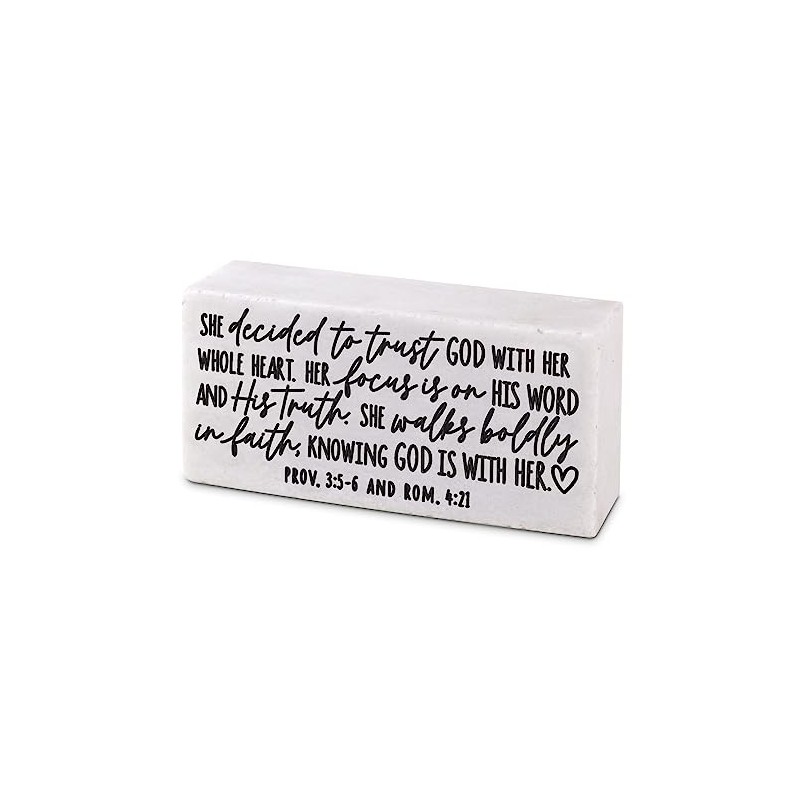 SHE decided to trust GOD WITH HER
WHOLE HEART. HER focus is on HIS WORD
AND His Truth. SHE walks boldly
in faith, KNOWING GOD IS WITH HER.
PROV. 3:5-6 AND ROM. 4:21